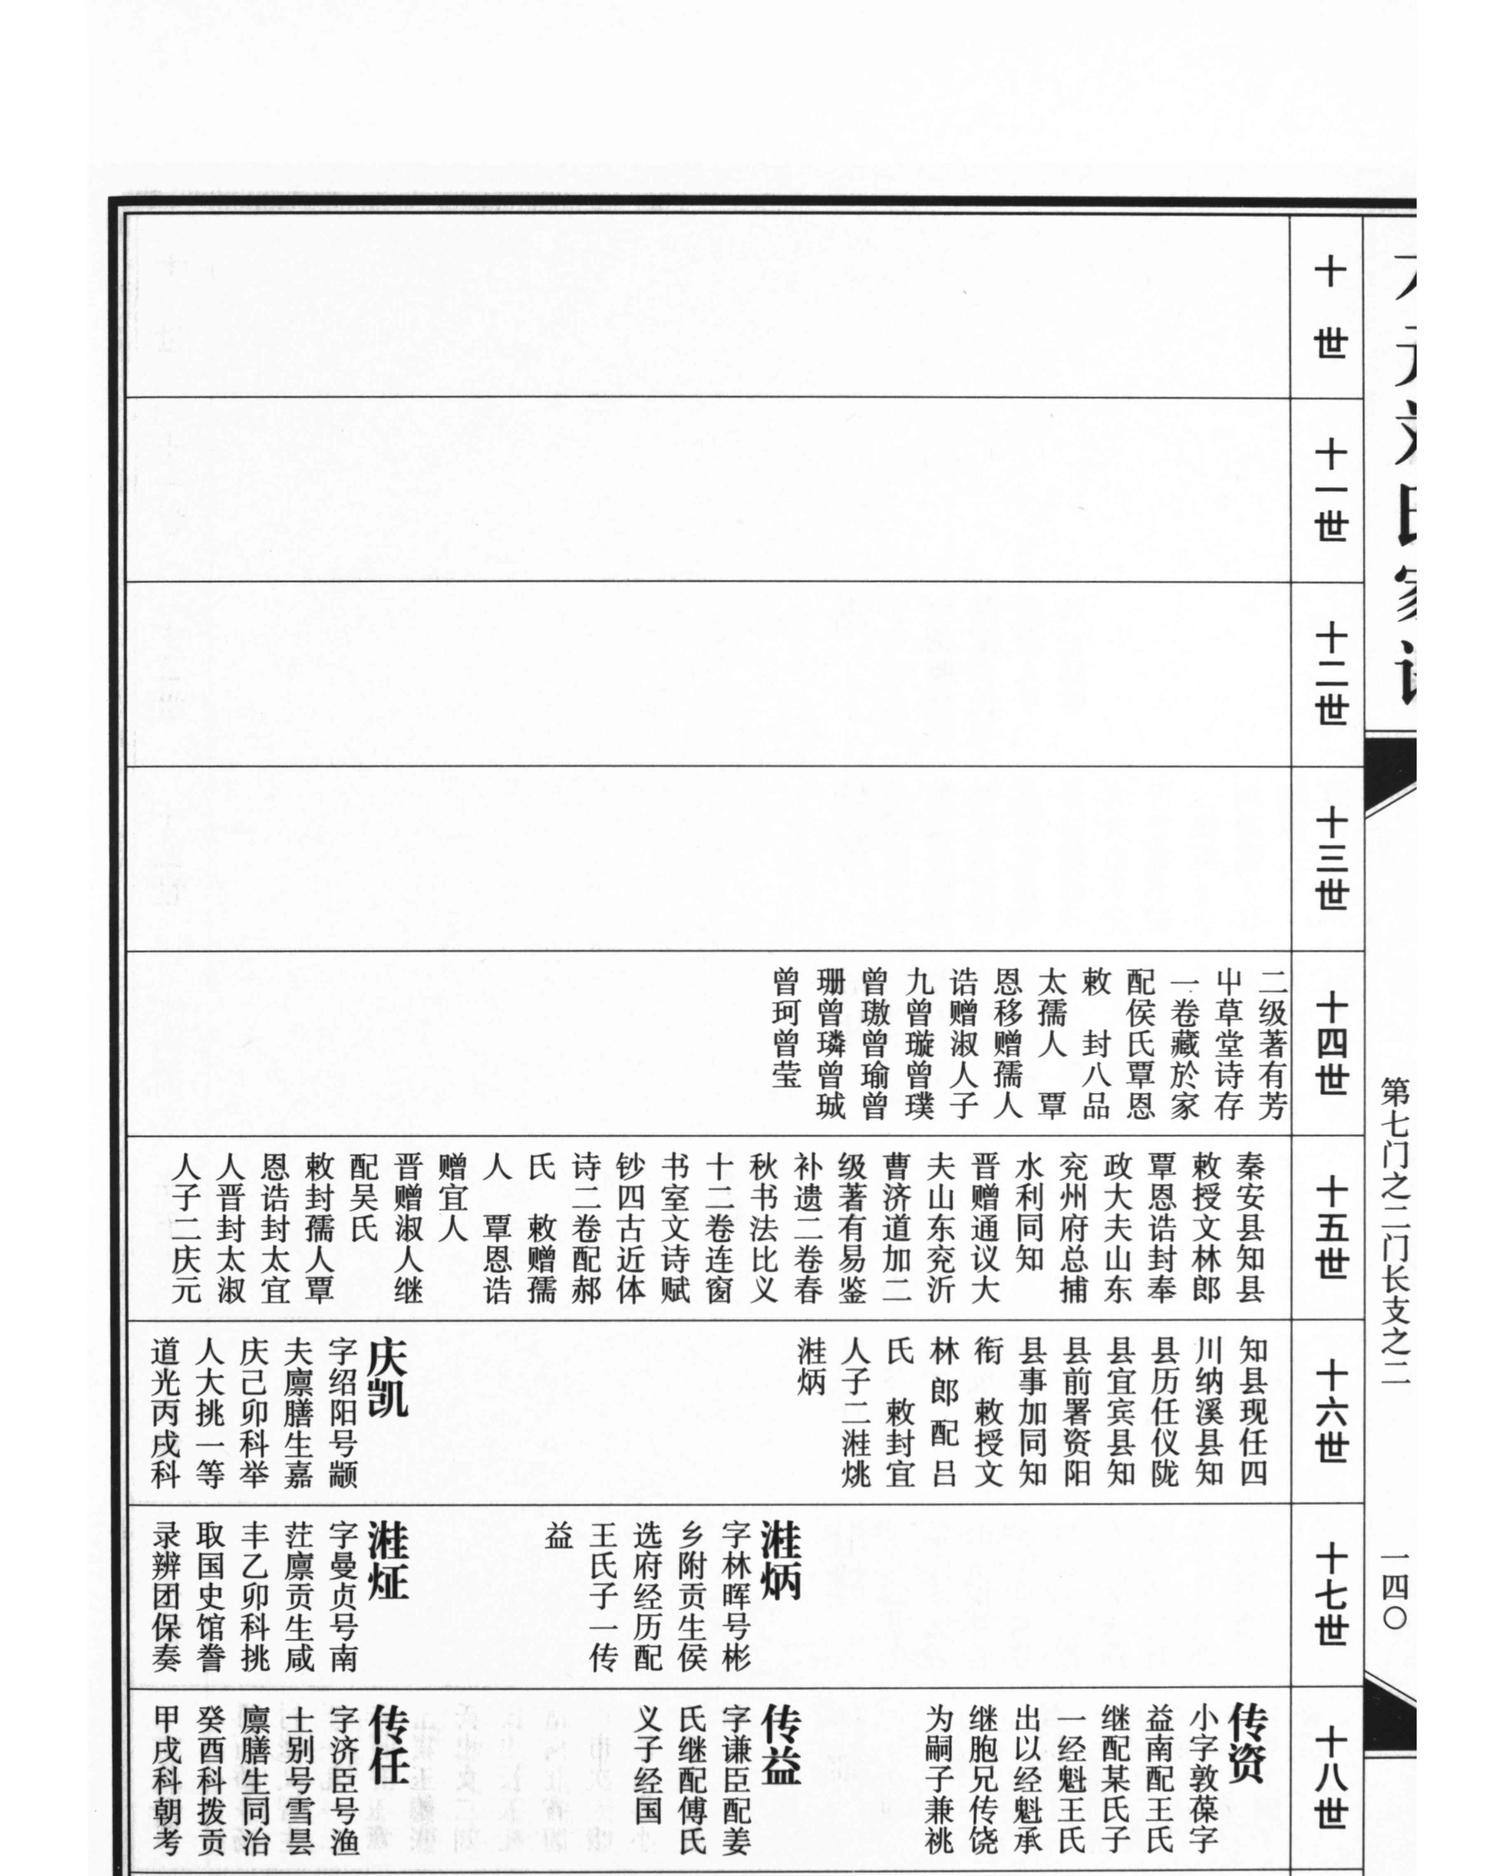 氏家
第七门之二门长支之二
一四〇
十世
十一世
十二世
十三世
十四世
二级著有芳
中草堂诗存
一卷藏於家
配侯氏覃恩
敕 封八品
太孺人 覃
恩移赠孺人
诰赠淑人子
九曾璇曾璞
曾璈曾瑜曾
珊曾璘曾珹
曾珂曾莹
十五世
秦安县知县
敕授文林郎
覃恩诰封奉
政大夫山东
兖州府总捕
水利同知
晋赠通议大
夫山东兖沂
曹济道加二
级著有易鉴
补遗二卷春
秋书法比义
十二卷连窗
书室文诗赋
钞四古近体
诗二卷配郝
氏 敕赠孺
人 覃恩诰
赠宜人
晋赠淑人继
配吴氏
敕封孺人覃
恩诰封太宜
人晋封太淑
人子二庆元
十六世
知县现任四
川纳溪县知
县历任仪陇
县宜宾县知
县前署资阳
县事加同知
衔 敕授文
林郎配吕
氏 敕封宜
人子二溎烑
溎炳
庆凯
字绍阳号颛
夫廪膳生嘉
庆己卯科举
人大挑一等
道光丙戌科
十七世
溎炳
字林晖号彬
乡附贡生侯
选府经历配
王氏子一传
益
溎炡
字曼贞号南
茳廪贡生咸
丰乙卯科挑
取国史馆誊
录辨团保奏
十八世
传资
小字敦葆字
益南配王氏
继配某氏子
一经魁王氏
出以经魁承
继胞兄传饶
为嗣子兼祧
传益
字谦臣配姜
氏继配傅氏
义子经国
传任
字济臣号渔
士别号雪昙
廪膳生同治
癸酉科拨贡
甲戌科朝考